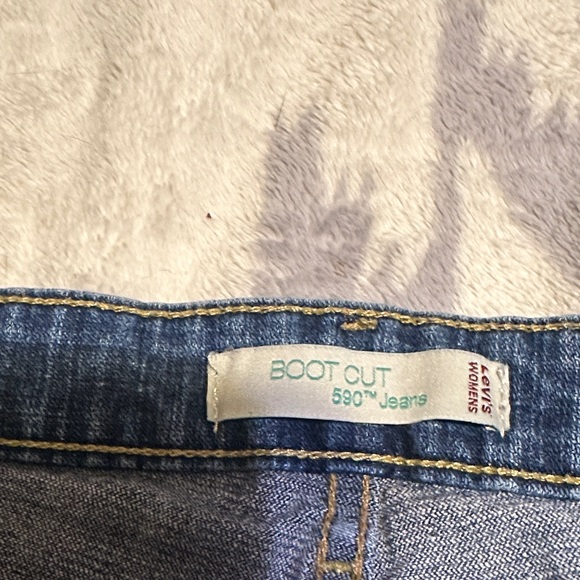 BOOT CUT
590™ Jeans
Levi's
WOMENS